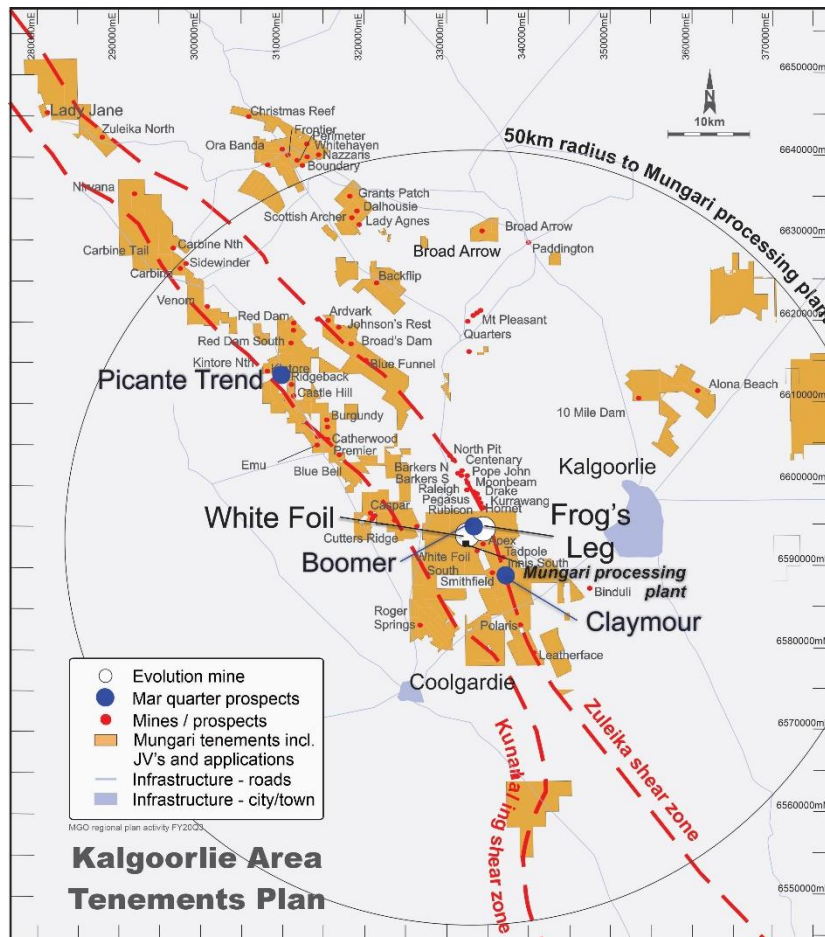 280000mE
290000mE
300000mE
310000mE
320000mE
330000mE
340000mE
350000mE
360000mE
370000mE
6650000mN
N
10km
Lady Jane
Christmas Reef
Zuleika North
Frontier
Perimeter
Ora Banda
Whitehaven
Nazzaris
Boundary
6640000mN
50km radius to Mungari processing plant
Nirvana
Grants Patch
Dalhousie
Scottish Archer
Lady Agnes
Broad Arrow
Broad Arrow
Paddington
6630000mN
Carbine Nth
Carbine Tail
Sidewinder
Carbine
Backflip
Venom
6620000mN
Ardvark
Red Dam
Johnson's Rest
Mt Pleasant
Red Dam South
Broad's Dam
Quarters
Kintore Nth
Kintore
Blue Funnel
Picante Trend
Ridgeback
Castle Hill
Alona Beach
10 Mile Dam
6610000mN
Burgundy
Catherwood
Premier
Emu
Blue Bell
North Pit
Centenary
Kalgoorlie
Barkers N
Pope John
Barkers S
Moonbeam
6600000mN
Raleigh
Drake
Pegasus
Kurrawang
Rubicon
Hornet
Caspar
White Foil
Frog's
Leg
Cutters Ridge
Apex
Boomer
White Foil
South
Tadpole
Innis South
6590000mN
Mungari processing
plant
Smithfield
Binduli
Claymour
Roger
Springs
Polaris
6580000mN
Leatherface
Coolgardie
Evolution mine
Mar quarter prospects
Mines / prospects
Mungari tenements incl.
JV's and applications
Infrastructure - roads
Infrastructure - city/town
Kunanalling shear zone
Zuleika shear zone
6570000mN
6560000mN
6550000mN
MGO regional plan activity FY20Q3
Kalgoorlie Area
Tenements Plan